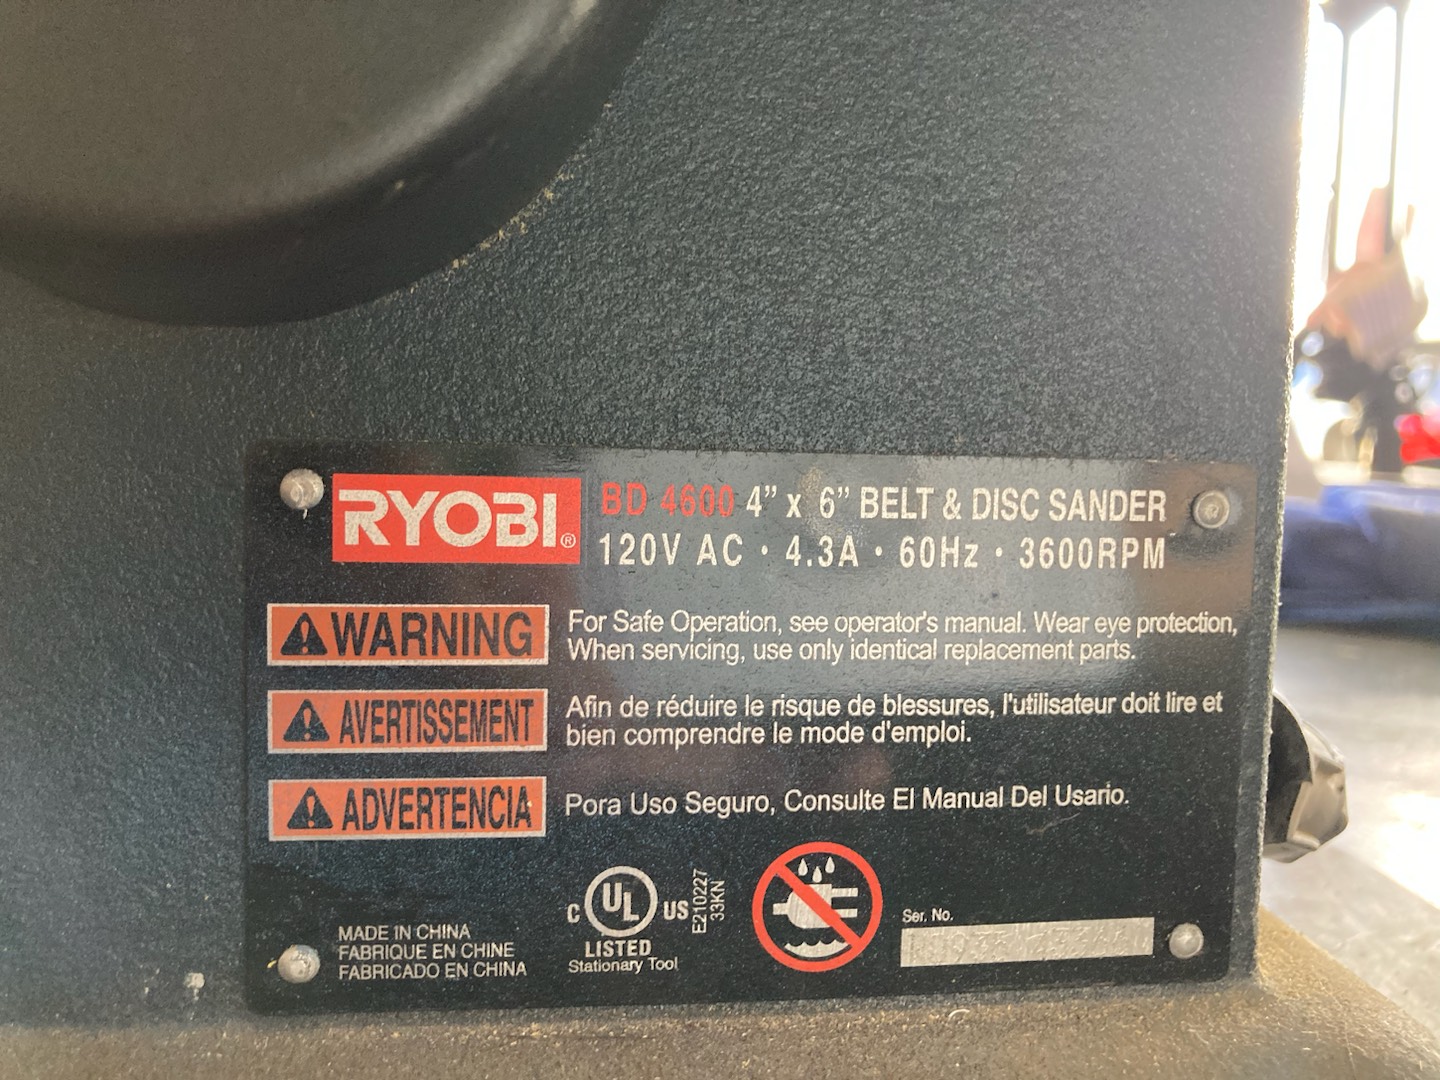 RYOBI®
BD 4600 4” x 6” BELT & DISC SANDER
120V AC · 4.3A · 60Hz · 3600RPM
WARNING
For Safe Operation, see operator's manual. Wear eye protection,
When servicing, use only identical replacement parts.
AVERTISSEMENT
Afin de réduire le risque de blessures, l'utilisateur doit lire et
bien comprendre le mode d'emploi.
ADVERTENCIA
Pora Uso Seguro, Consulte El Manual Del Usario.
MADE IN CHINA
FABRIQUE EN CHINE
FABRICADO EN CHINA
C UL US
LISTED
Stationary Tool
E210227
33KN
Ser. No.